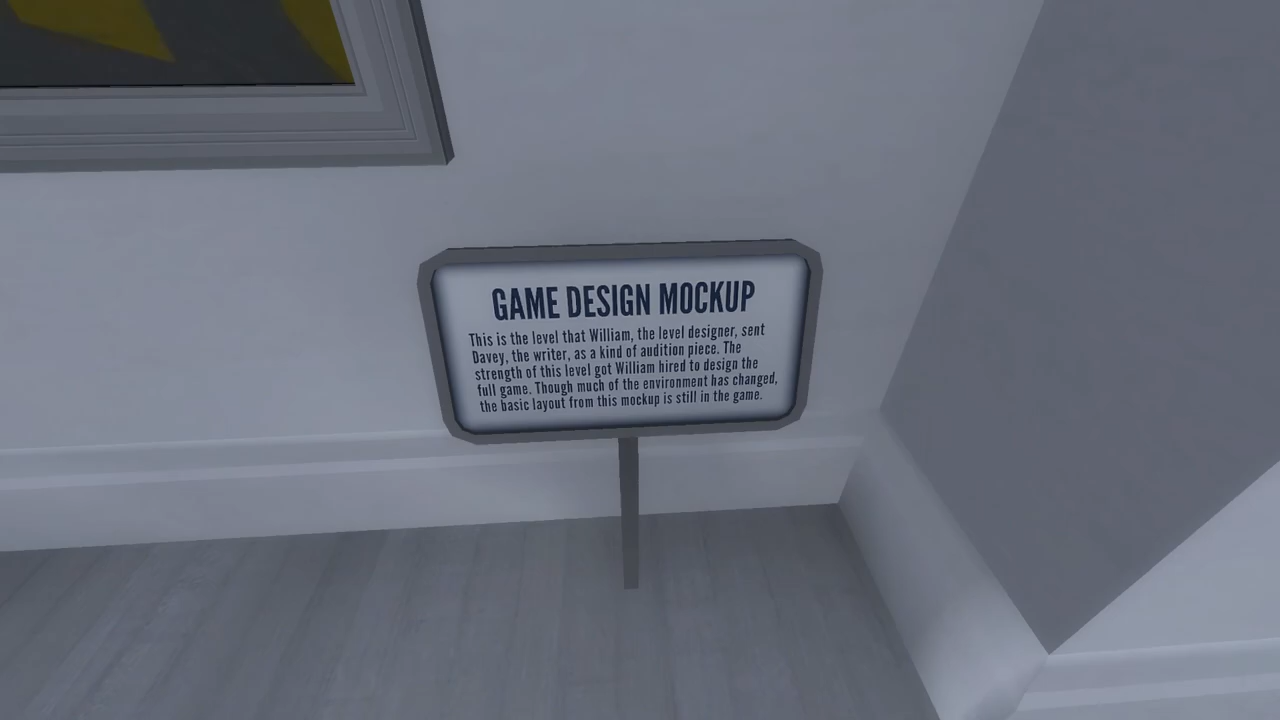 GAME DESIGN MOCKUP
This is the level that William, the level designer, sent
Davey, the writer, as a kind of audition piece. The
strength of this level got William hired to design the
full game. Though much of the environment has changed,
the basic layout from this mockup is still in the game.